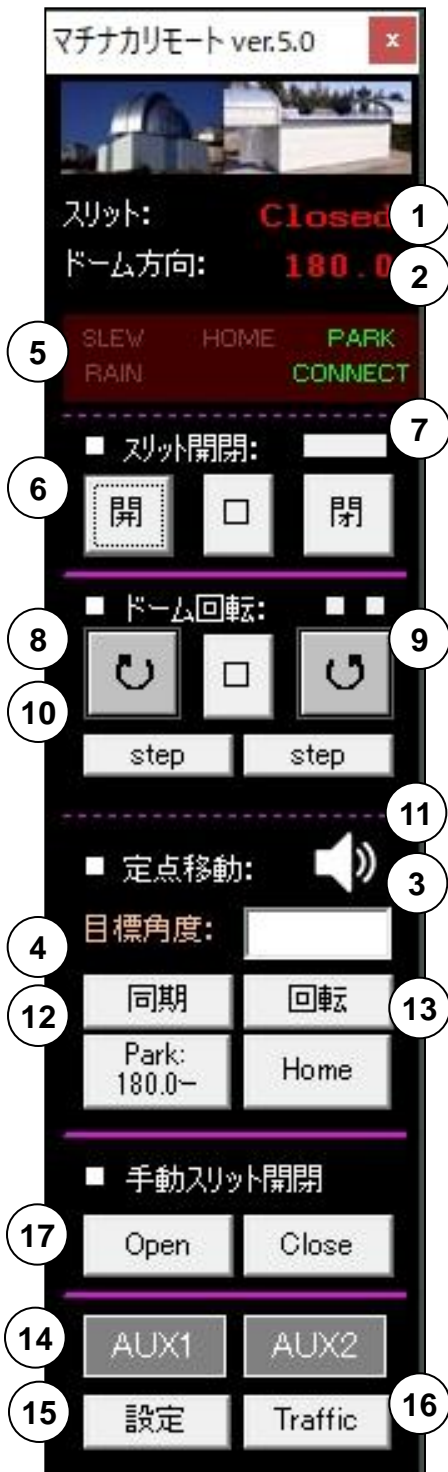 マチナカリモート ver.5.0 x
スリット: Closed 1
ドーム方向: 180.0 2
5 SLEW HOME PARK
RAIN CONNECT
7
スリット開閉:
6 開 閉
ドーム回転:
8 ↻ ↺ 9
10
step step
11
定点移動:
3
目標角度:
4
12 同期 回転 13
Park:
180.0~ Home
手動スリット開閉
17 Open Close
14 AUX1 AUX2
15 設定 Traffic 16